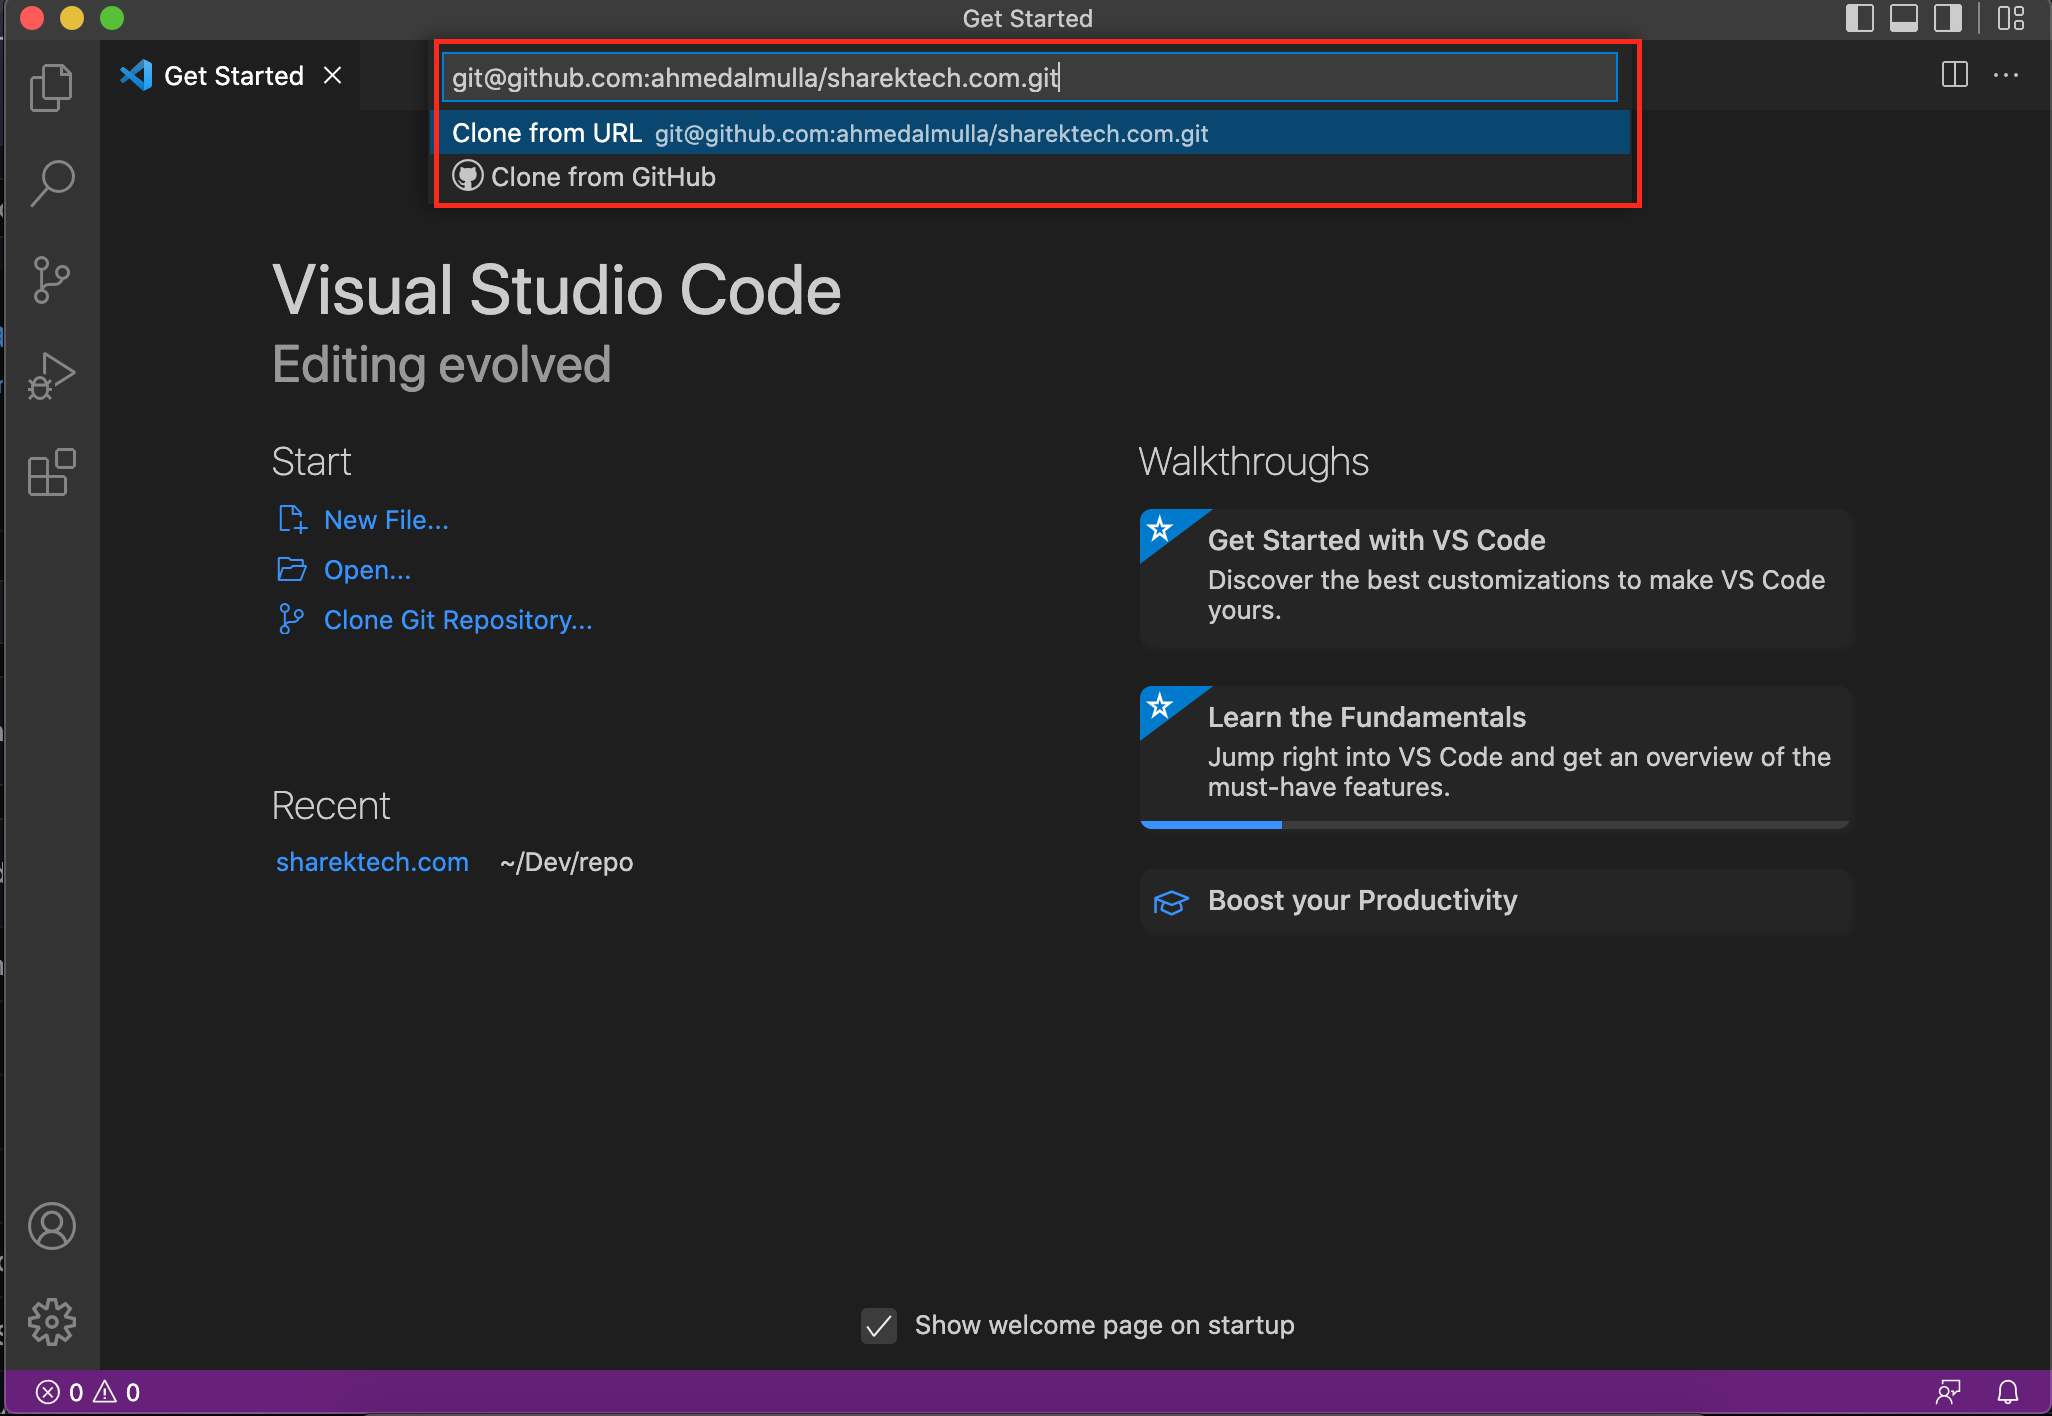 Get Started
Get Started
git@github.com:ahmedalmulla/sharektech.com.git
Clone from URL git@github.com:ahmedalmulla/sharektech.com.git
Clone from GitHub
Visual Studio Code
Editing evolved
Start
New File...
Open...
Clone Git Repository...
Recent
sharektech.com ~/Dev/repo
Walkthroughs
Get Started with VS Code
Discover the best customizations to make VS Code
yours.
Learn the Fundamentals
Jump right into VS Code and get an overview of the
must-have features.
Boost your Productivity
Show welcome page on startup
0 0